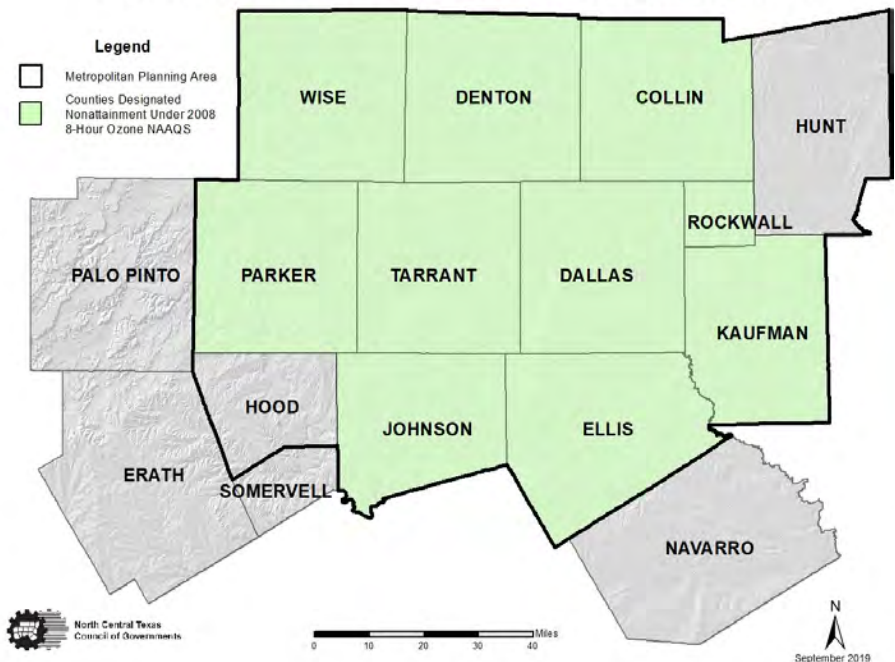 Legend
Metropolitan Planning Area
Counties Designated
Nonattainment Under 2008
8-Hour Ozone NAAQS
WISE
DENTON
COLLIN
HUNT
ROCKWALL
PALO PINTO
PARKER
TARRANT
DALLAS
KAUFMAN
HOOD
JOHNSON
ELLIS
ERATH
SOMERVELL
NAVARRO
North Central Texas
Council of Governments
Miles
0 10 20 30 40
N
September 2019